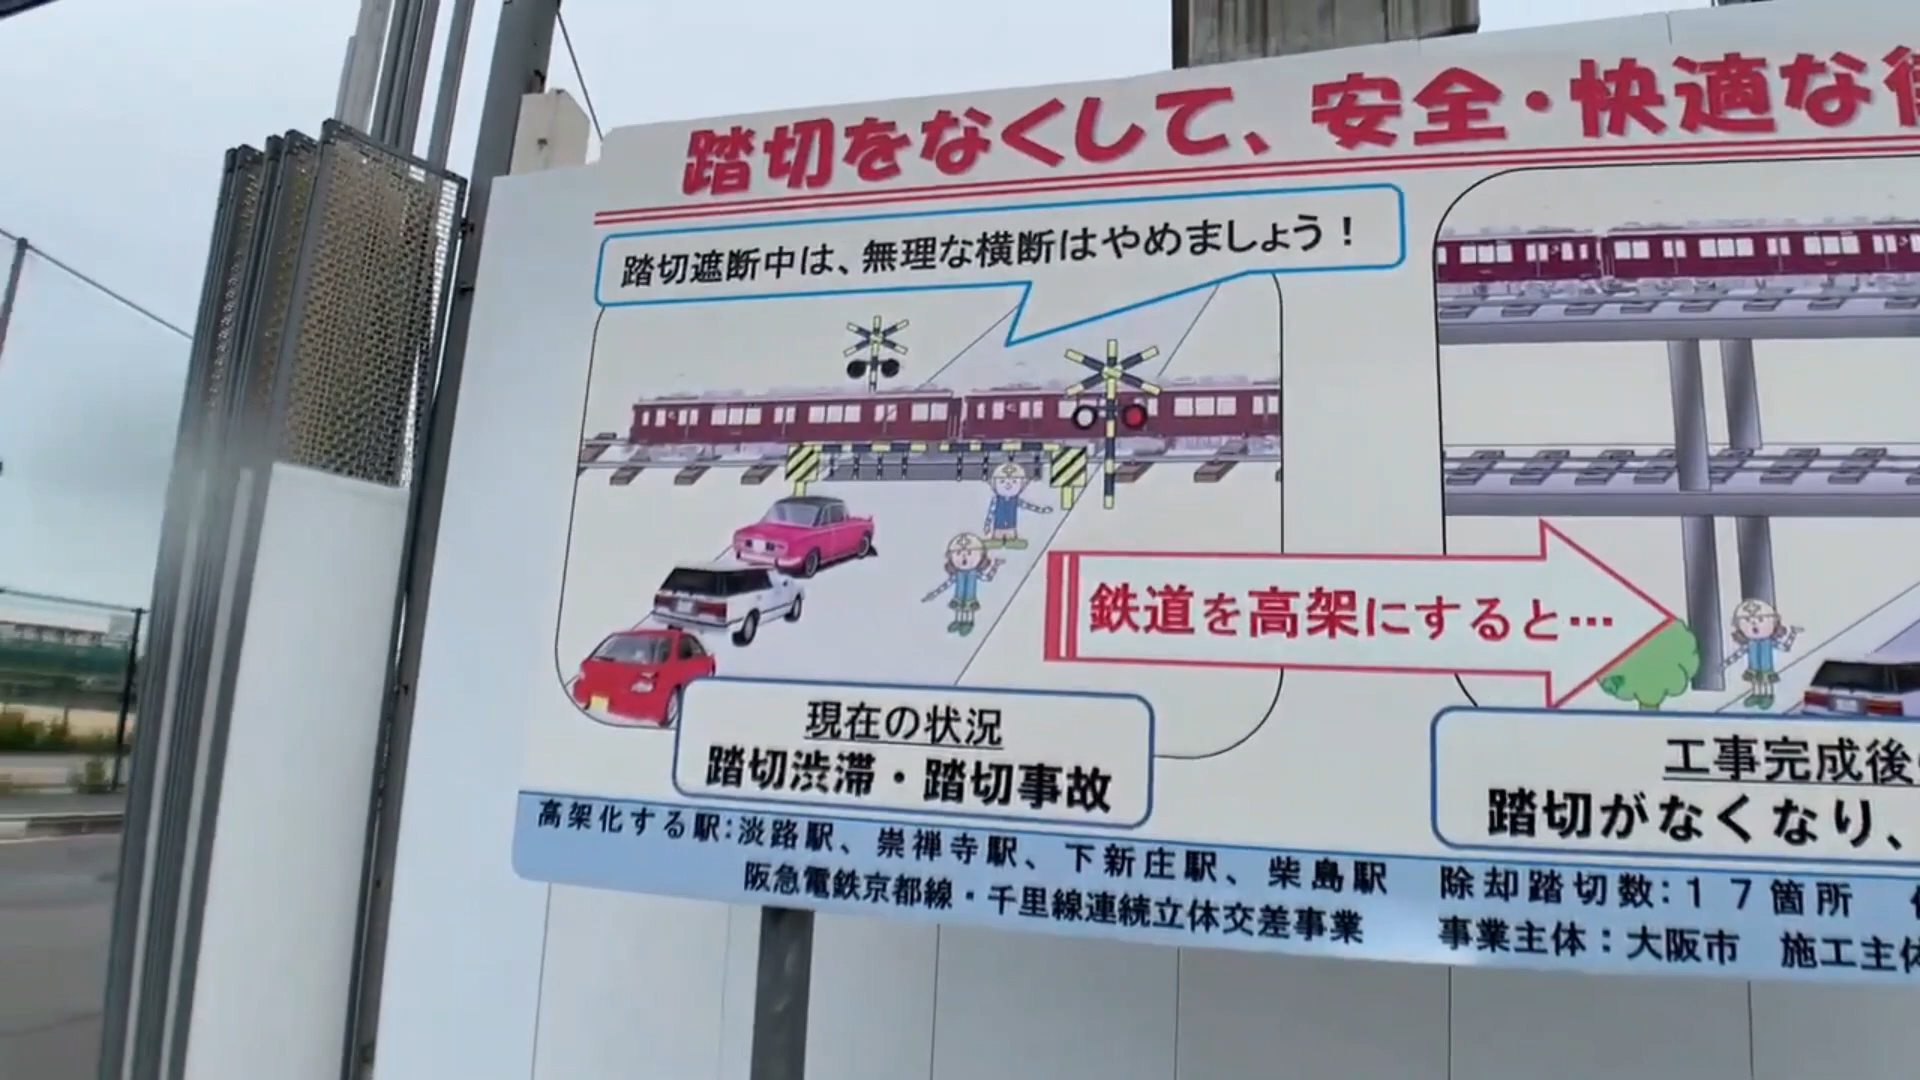 踏切をなくして、安全・快適な
踏切遮断中は、無理な横断はやめましょう！
鉄道を高架にすると…
現在の状況
踏切渋滞・踏切事故
工事完成後
踏切がなくなり、
高架化する駅：淡路駅、崇禅寺駅、下新庄駅、柴島駅
阪急電鉄京都線・千里線連続立体交差事業
除却踏切数：１７箇所
事業主体：大阪市　施工主体